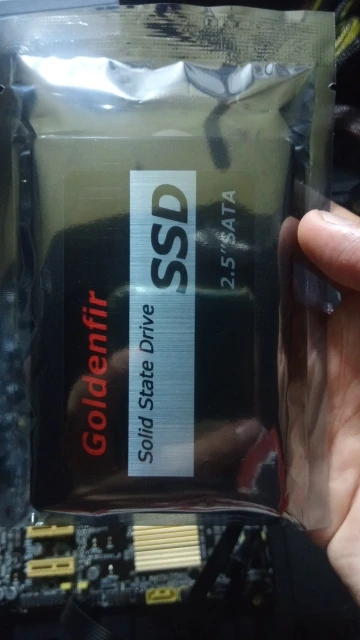 Goldenfir
Solid State Drive SSD
2.5" SATA